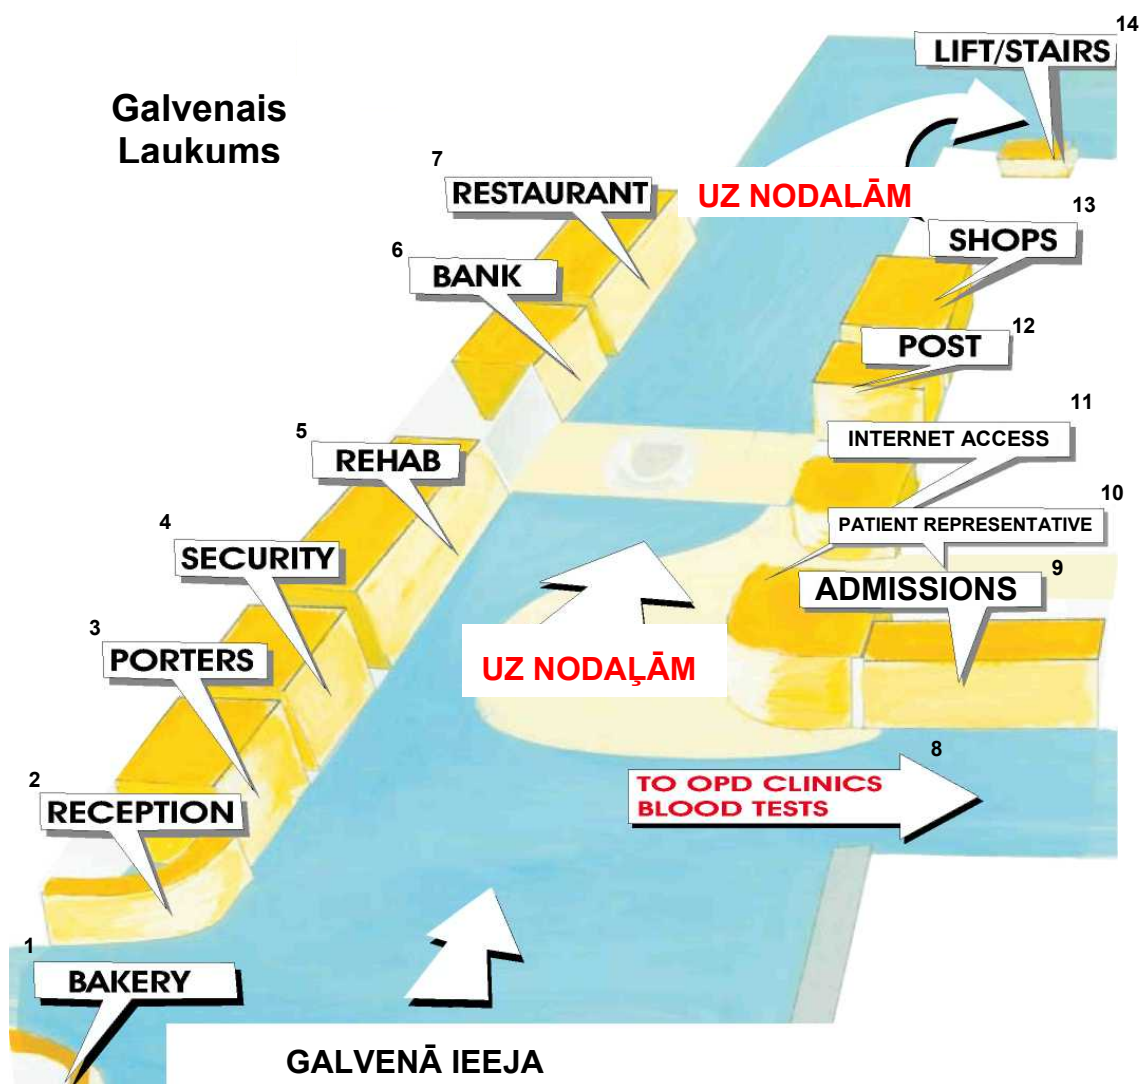 14
LIFT/STAIRS
Galvenais
Laukums
7
RESTAURANT
UZ NODALĀM
13
SHOPS
6
BANK
12
POST
11
INTERNET ACCESS
5
REHAB
10
PATIENT REPRESENTATIVE
4
SECURITY
9
ADMISSIONS
3
PORTERS
UZ NODAĻĀM
8
TO OPD CLINICS
BLOOD TESTS
2
RECEPTION
1
BAKERY
GALVENĀ IEEJA